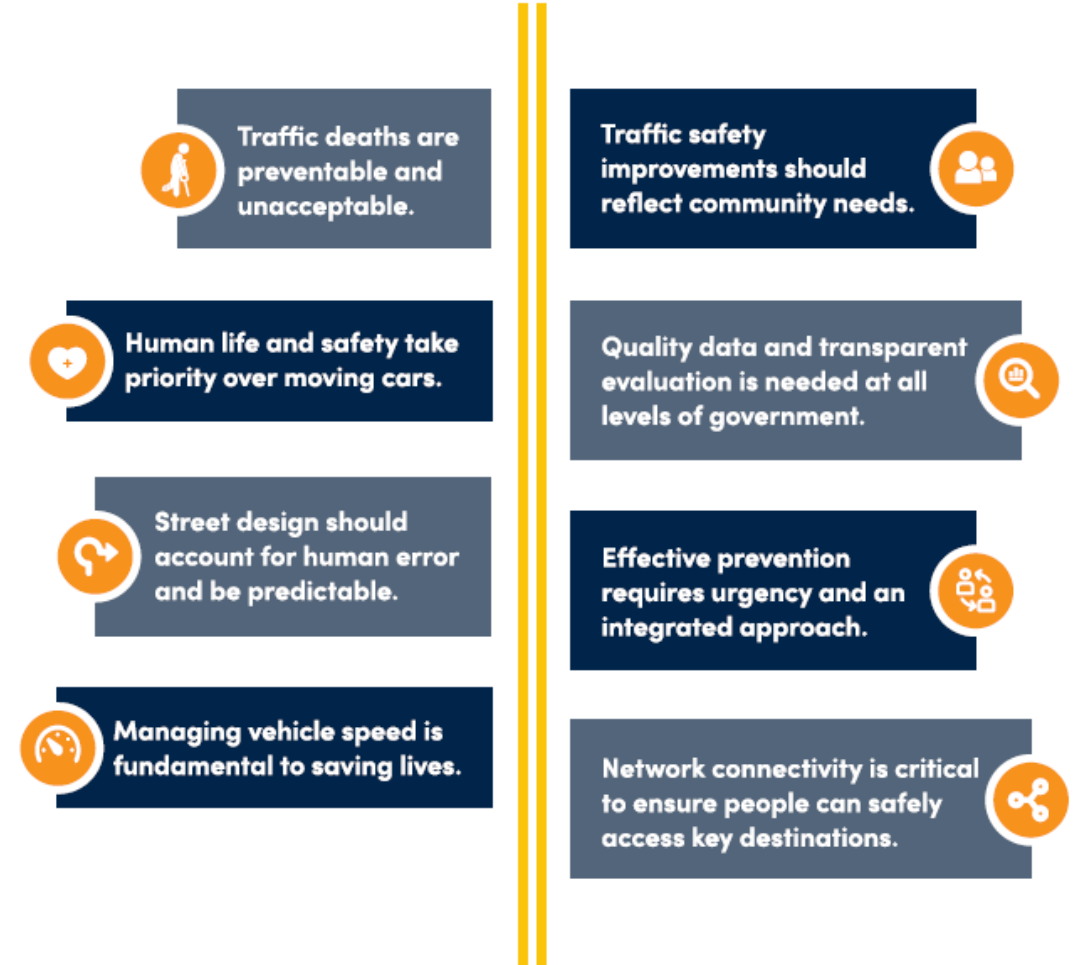 Traffic deaths are
preventable and
unacceptable.
Human life and safety take
priority over moving cars.
Street design should
account for human error
and be predictable.
Managing vehicle speed is
fundamental to saving lives.
Traffic safety
improvements should
reflect community needs.
Quality data and transparent
evaluation is needed at all
levels of government.
Effective prevention
requires urgency and an
integrated approach.
Network connectivity is critical
to ensure people can safely
access key destinations.